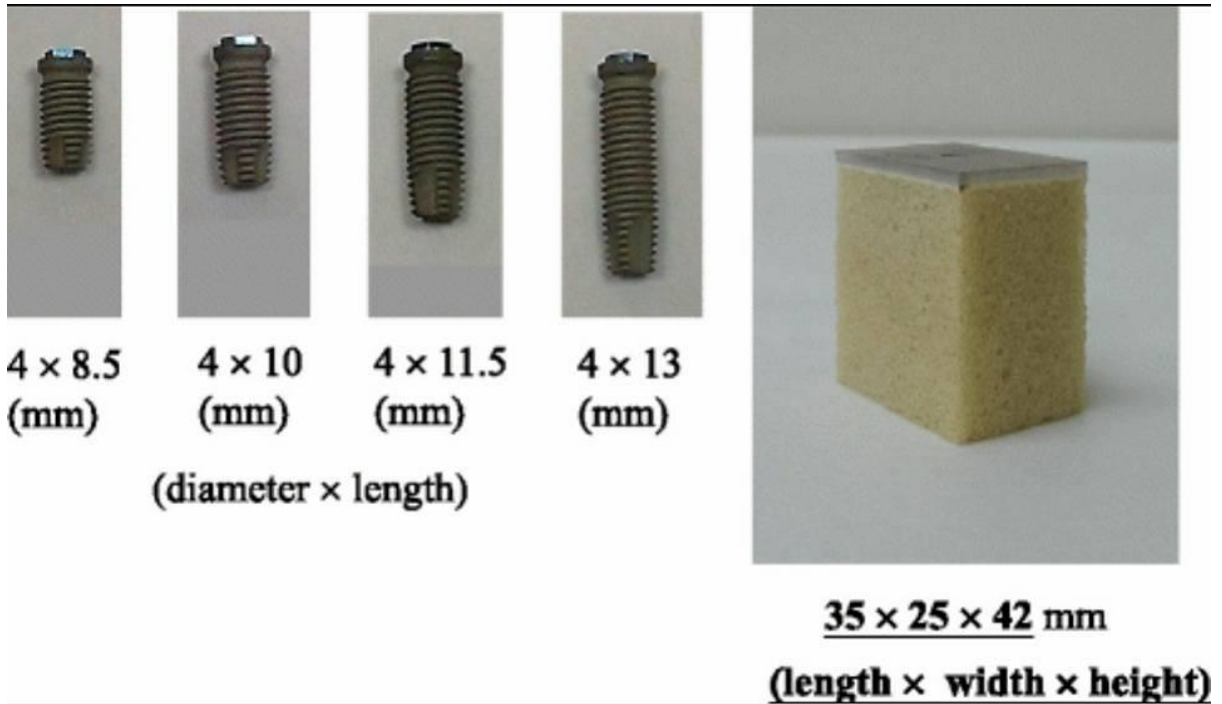 4 × 8.5
(mm)
4 × 10
(mm)
4 × 11.5
(mm)
4 × 13
(mm)
(diameter × length)
35 × 25 × 42 mm
(length × width × height)